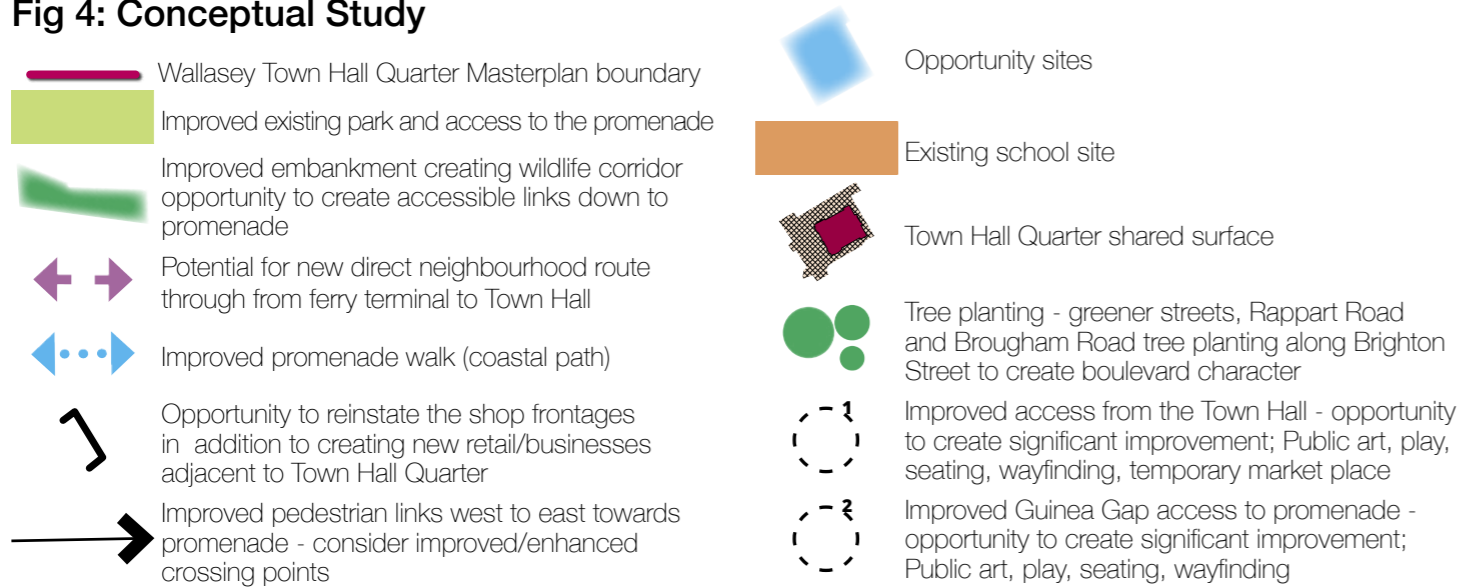 Fig 4: Conceptual Study
Wallasey Town Hall Quarter Masterplan boundary
Improved existing park and access to the promenade
Improved embankment creating wildlife corridor
opportunity to create accessible links down to
promenade
Potential for new direct neighbourhood route
through from ferry terminal to Town Hall
Improved promenade walk (coastal path)
Opportunity to reinstate the shop frontages
in addition to creating new retail/businesses
adjacent to Town Hall Quarter
Improved pedestrian links west to east towards
promenade - consider improved/enhanced
crossing points
Opportunity sites
Existing school site
Town Hall Quarter shared surface
Tree planting - greener streets, Rappart Road
and Brougham Road tree planting along Brighton
Street to create boulevard character
1
Improved access from the Town Hall - opportunity
to create significant improvement; Public art, play,
seating, wayfinding, temporary market place
2
Improved Guinea Gap access to promenade -
opportunity to create significant improvement;
Public art, play, seating, wayfinding